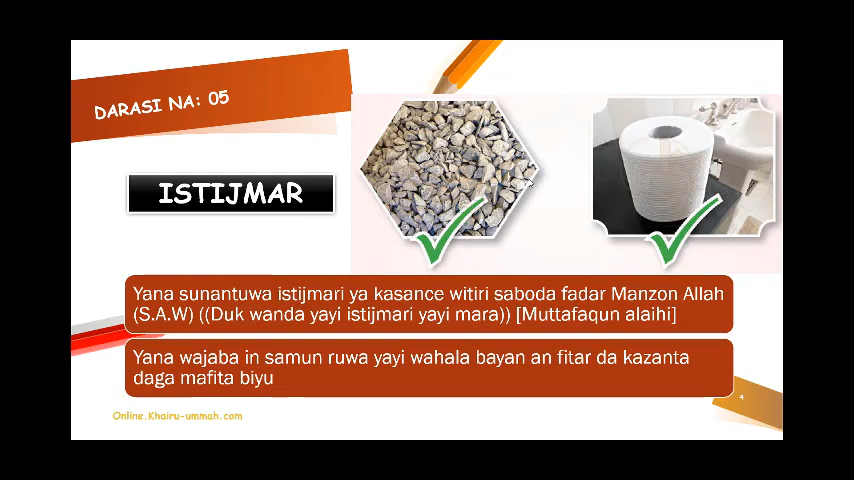 DARASI NA: 05
ISTIJMAR
Yana sunantuwa istijmari ya kasance witiri saboda fadar Manzon Allah
(S.A.W) ((Duk wanda yayi istijmari yayi mara)) [Muttafaqun alaihi]
Yana wajaba in samun ruwa yayi wahala bayan an fitar da kazanta
daga mafita biyu
4
Online.Khairu-ummah.com